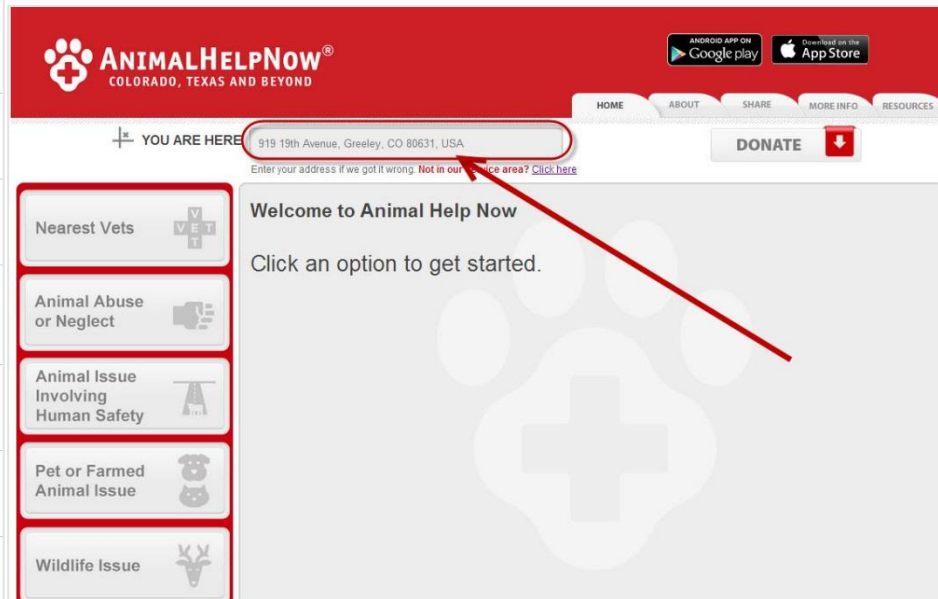 ANIMALHELPNOW®
COLORADO, TEXAS AND BEYOND
ANDROID APP ON
Google play
Download on the
App Store
HOME ABOUT SHARE MORE INFO RESOURCES
YOU ARE HERE
919 19th Avenue, Greeley, CO 80631, USA
DONATE
Enter your address if we got it wrong. Not in our service area? Click here
Nearest Vets
VET
VET
Welcome to Animal Help Now
Click an option to get started.
Animal Abuse
or Neglect
Animal Issue
Involving
Human Safety
Pet or Farmed
Animal Issue
Wildlife Issue